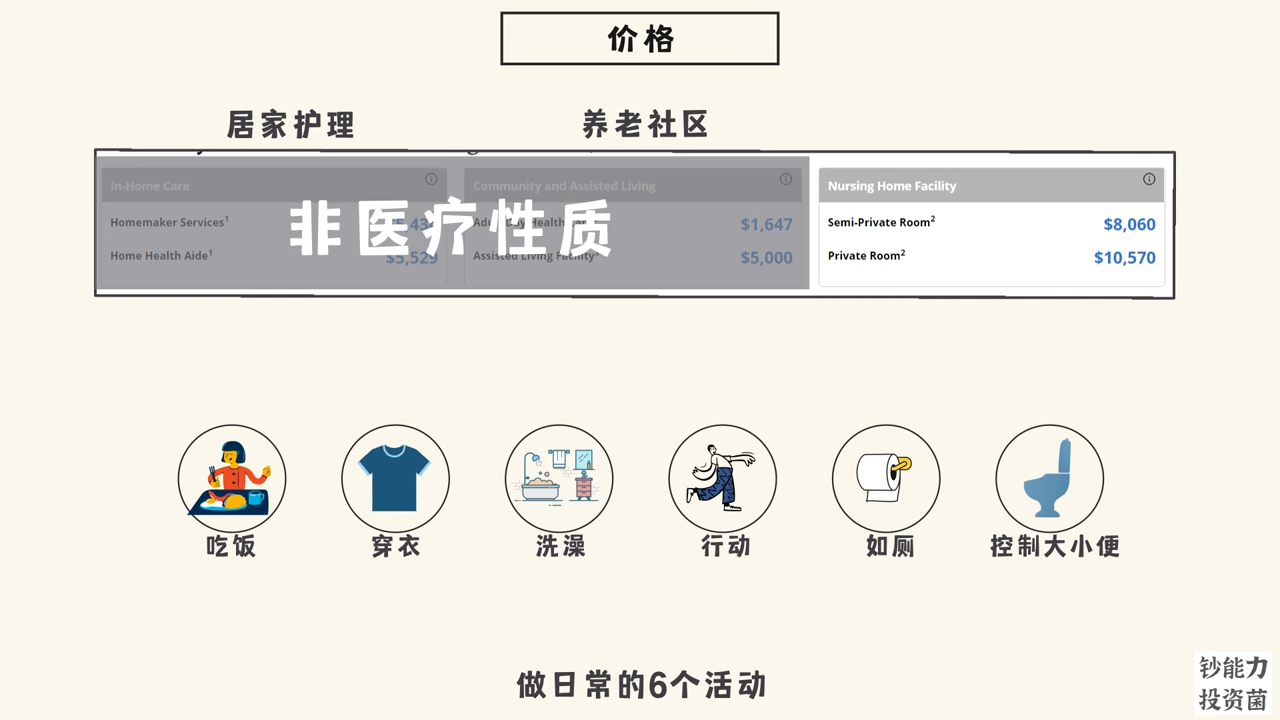 价格
居家护理
养老社区
In-Home Care
Homemaker Services1
Home Health Aide1
$5,529
Community and Assisted Living
$1,647
Assisted Living Facility
$5,000
非医疗性质
Nursing Home Facility
Semi-Private Room2
$8,060
Private Room2
$10,570
吃饭
穿衣
洗澡
行动
如厕
控制大小便
做日常的6个活动
钞能力
投资菌